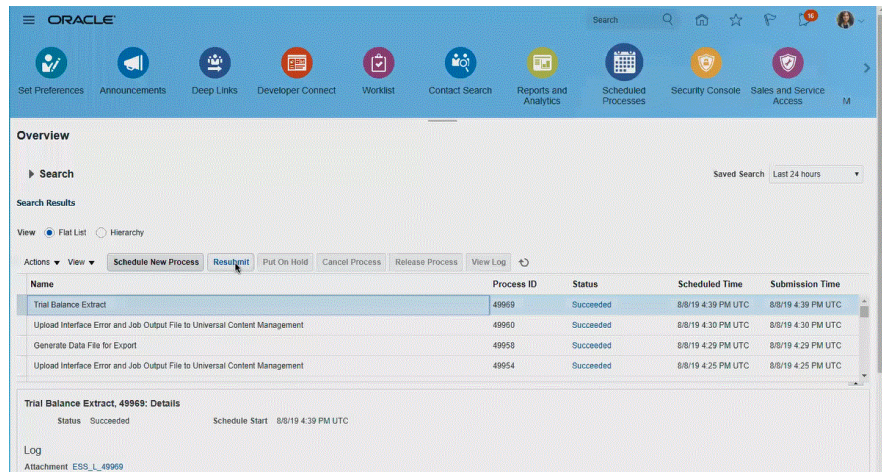 ORACLE
Search
16
Set Preferences
Announcements
Deep Links
Developer Connect
Worklist
Contact Search
Reports and
Analytics
Scheduled
Processes
Security Console
Sales and Service
Access
M
Overview
Search
Saved Search Last 24 hours
Search Results
View Flat List Hierarchy
Actions View Schedule New Process Resubmit Put On Hold Cancel Process Release Process View Log
Name Process ID Status Scheduled Time Submission Time
Trial Balance Extract 49969 Succeeded 8/8/19 4:39 PM UTC 8/8/19 4:39 PM UTC
Upload Interface Error and Job Output File to Universal Content Management 49960 Succeeded 8/8/19 4:30 PM UTC 8/8/19 4:30 PM UTC
Generate Data File for Export 49958 Succeeded 8/8/19 4:29 PM UTC 8/8/19 4:29 PM UTC
Upload Interface Error and Job Output File to Universal Content Management 49954 Succeeded 8/8/19 4:25 PM UTC 8/8/19 4:25 PM UTC
Trial Balance Extract, 49969: Details
Status Succeeded Schedule Start 8/8/19 4:39 PM UTC
Log
Attachment ESS_L_49969